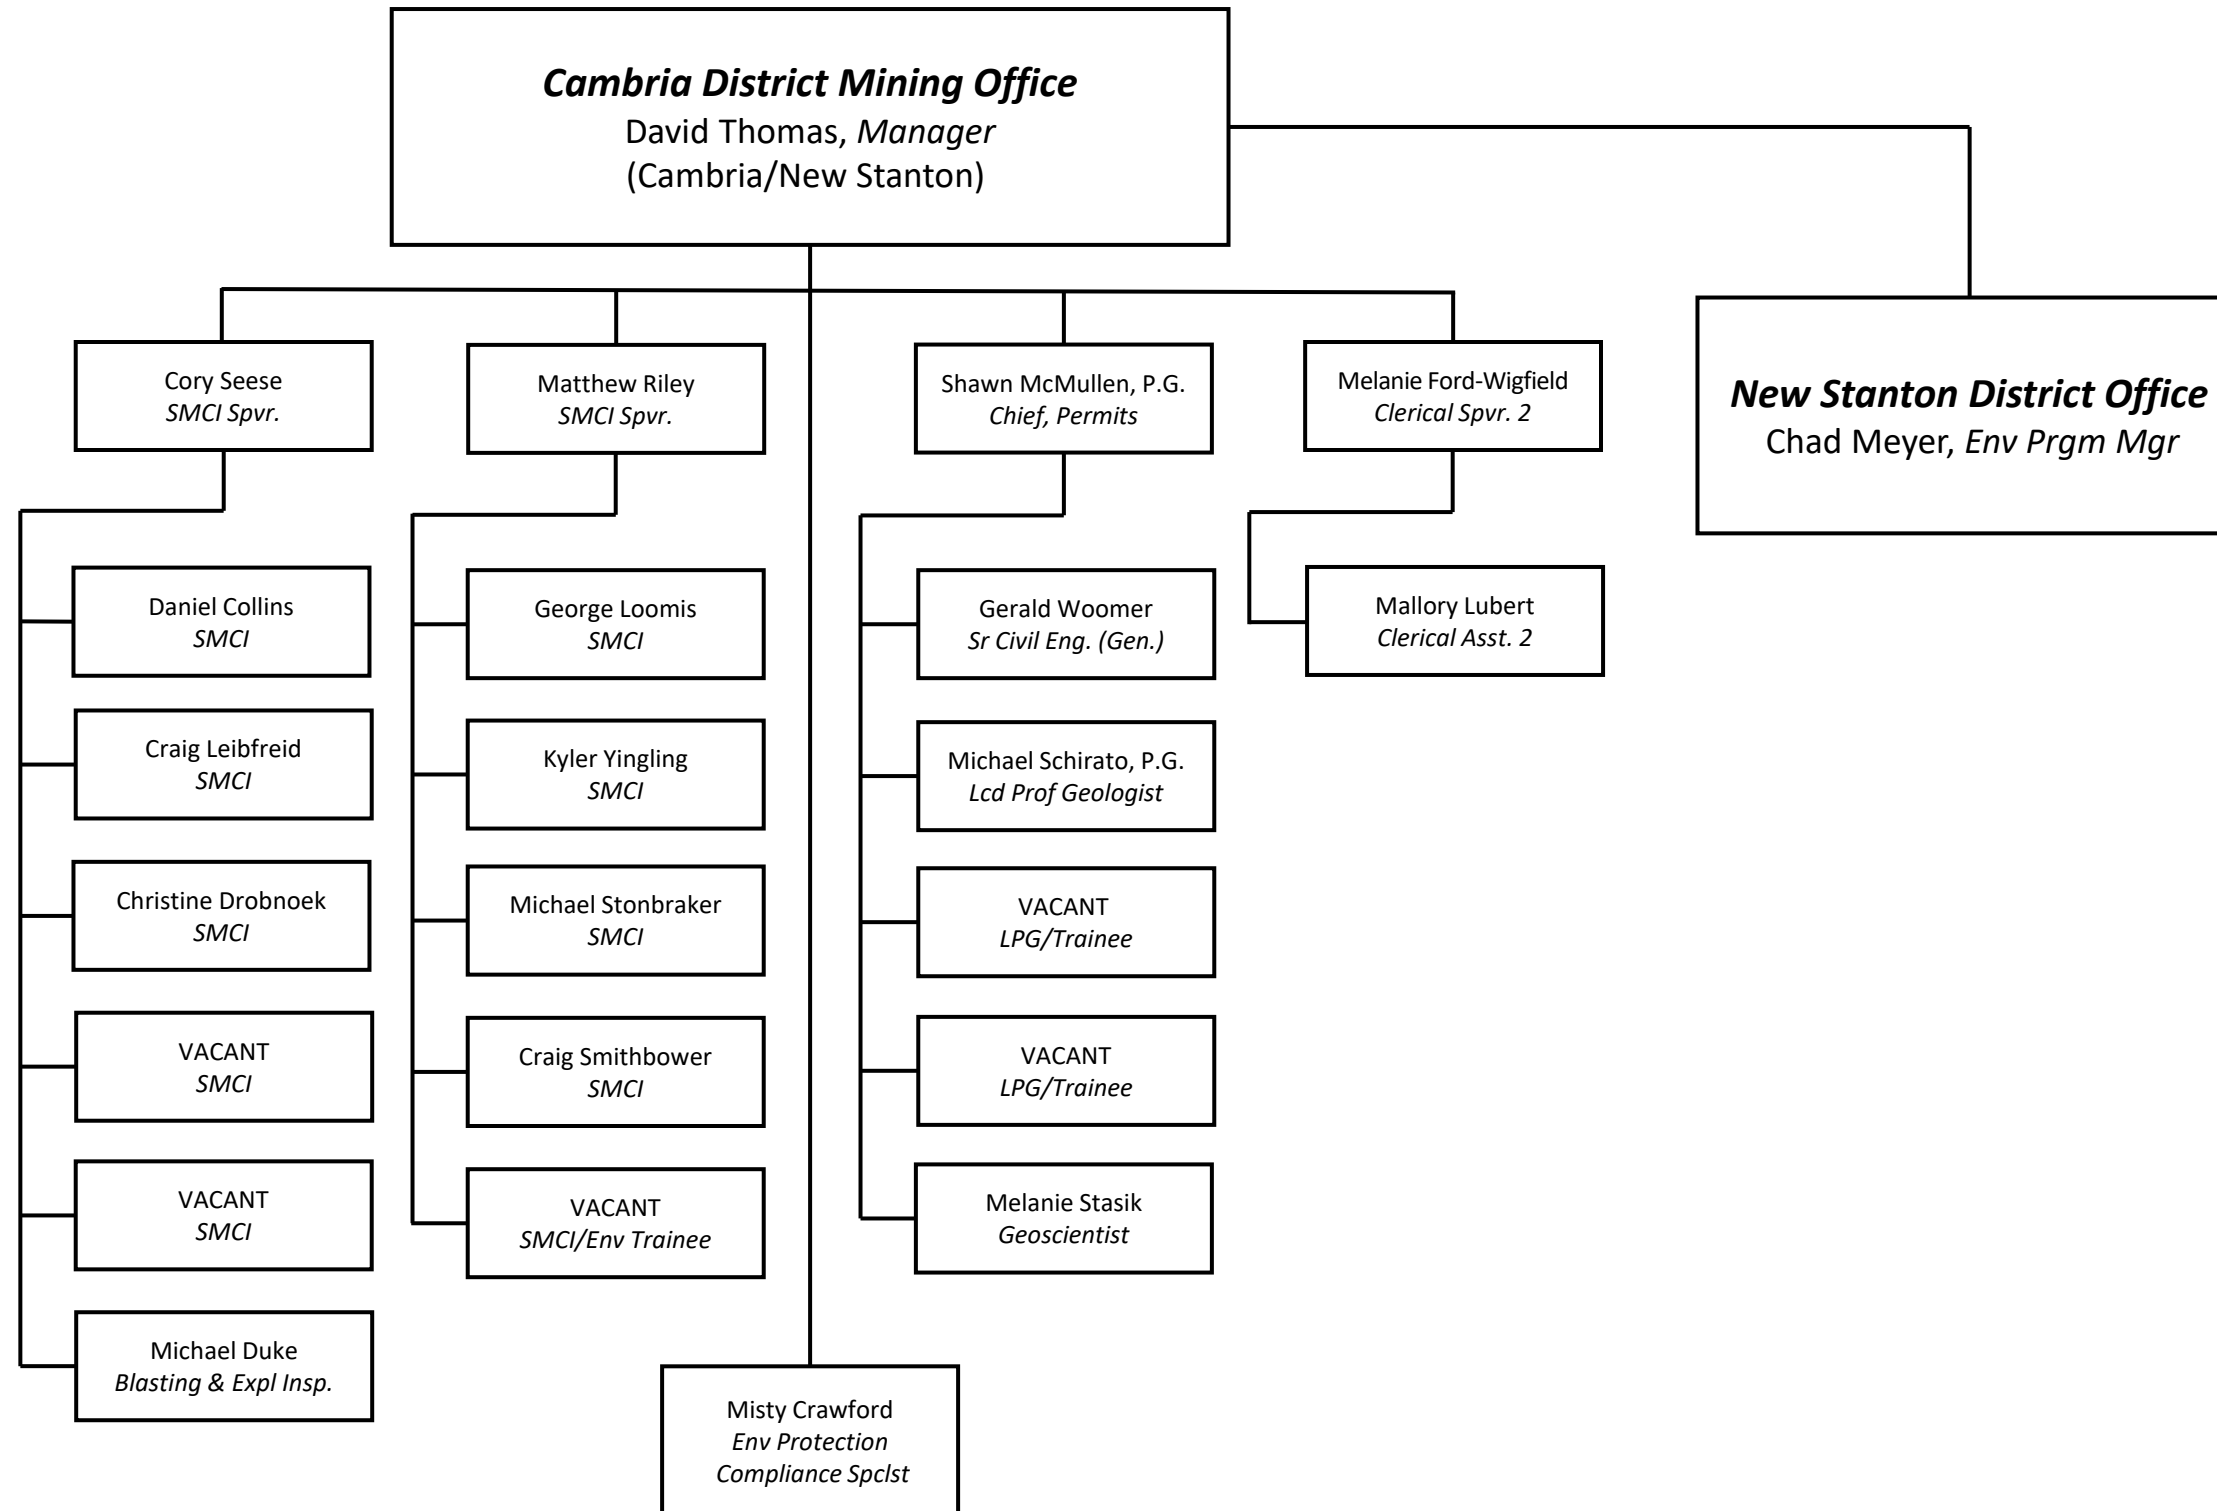 Cambria District Mining Office
David Thomas, Manager
(Cambria/New Stanton)
Cory Seese
SMCI Spvr.
Matthew Riley
SMCI Spvr.
Shawn McMullen, P.G.
Chief, Permits
Melanie Ford-Wigfield
Clerical Spvr. 2
New Stanton District Office
Chad Meyer, Env Prgm Mgr
Daniel Collins
SMCI
Craig Leibfreid
SMCI
Christine Drobnoek
SMCI
VACANT
SMCI
VACANT
SMCI
Michael Duke
Blasting & Expl Insp.
George Loomis
SMCI
Kyler Yingling
SMCI
Michael Stonbraker
SMCI
Craig Smithbower
SMCI
VACANT
SMCI/Env Trainee
Gerald Woomer
Sr Civil Eng. (Gen.)
Michael Schirato, P.G.
Lcd Prof Geologist
VACANT
LPG/Trainee
VACANT
LPG/Trainee
Melanie Stasik
Geoscientist
Mallory Lubert
Clerical Asst. 2
Misty Crawford
Env Protection
Compliance Spclst